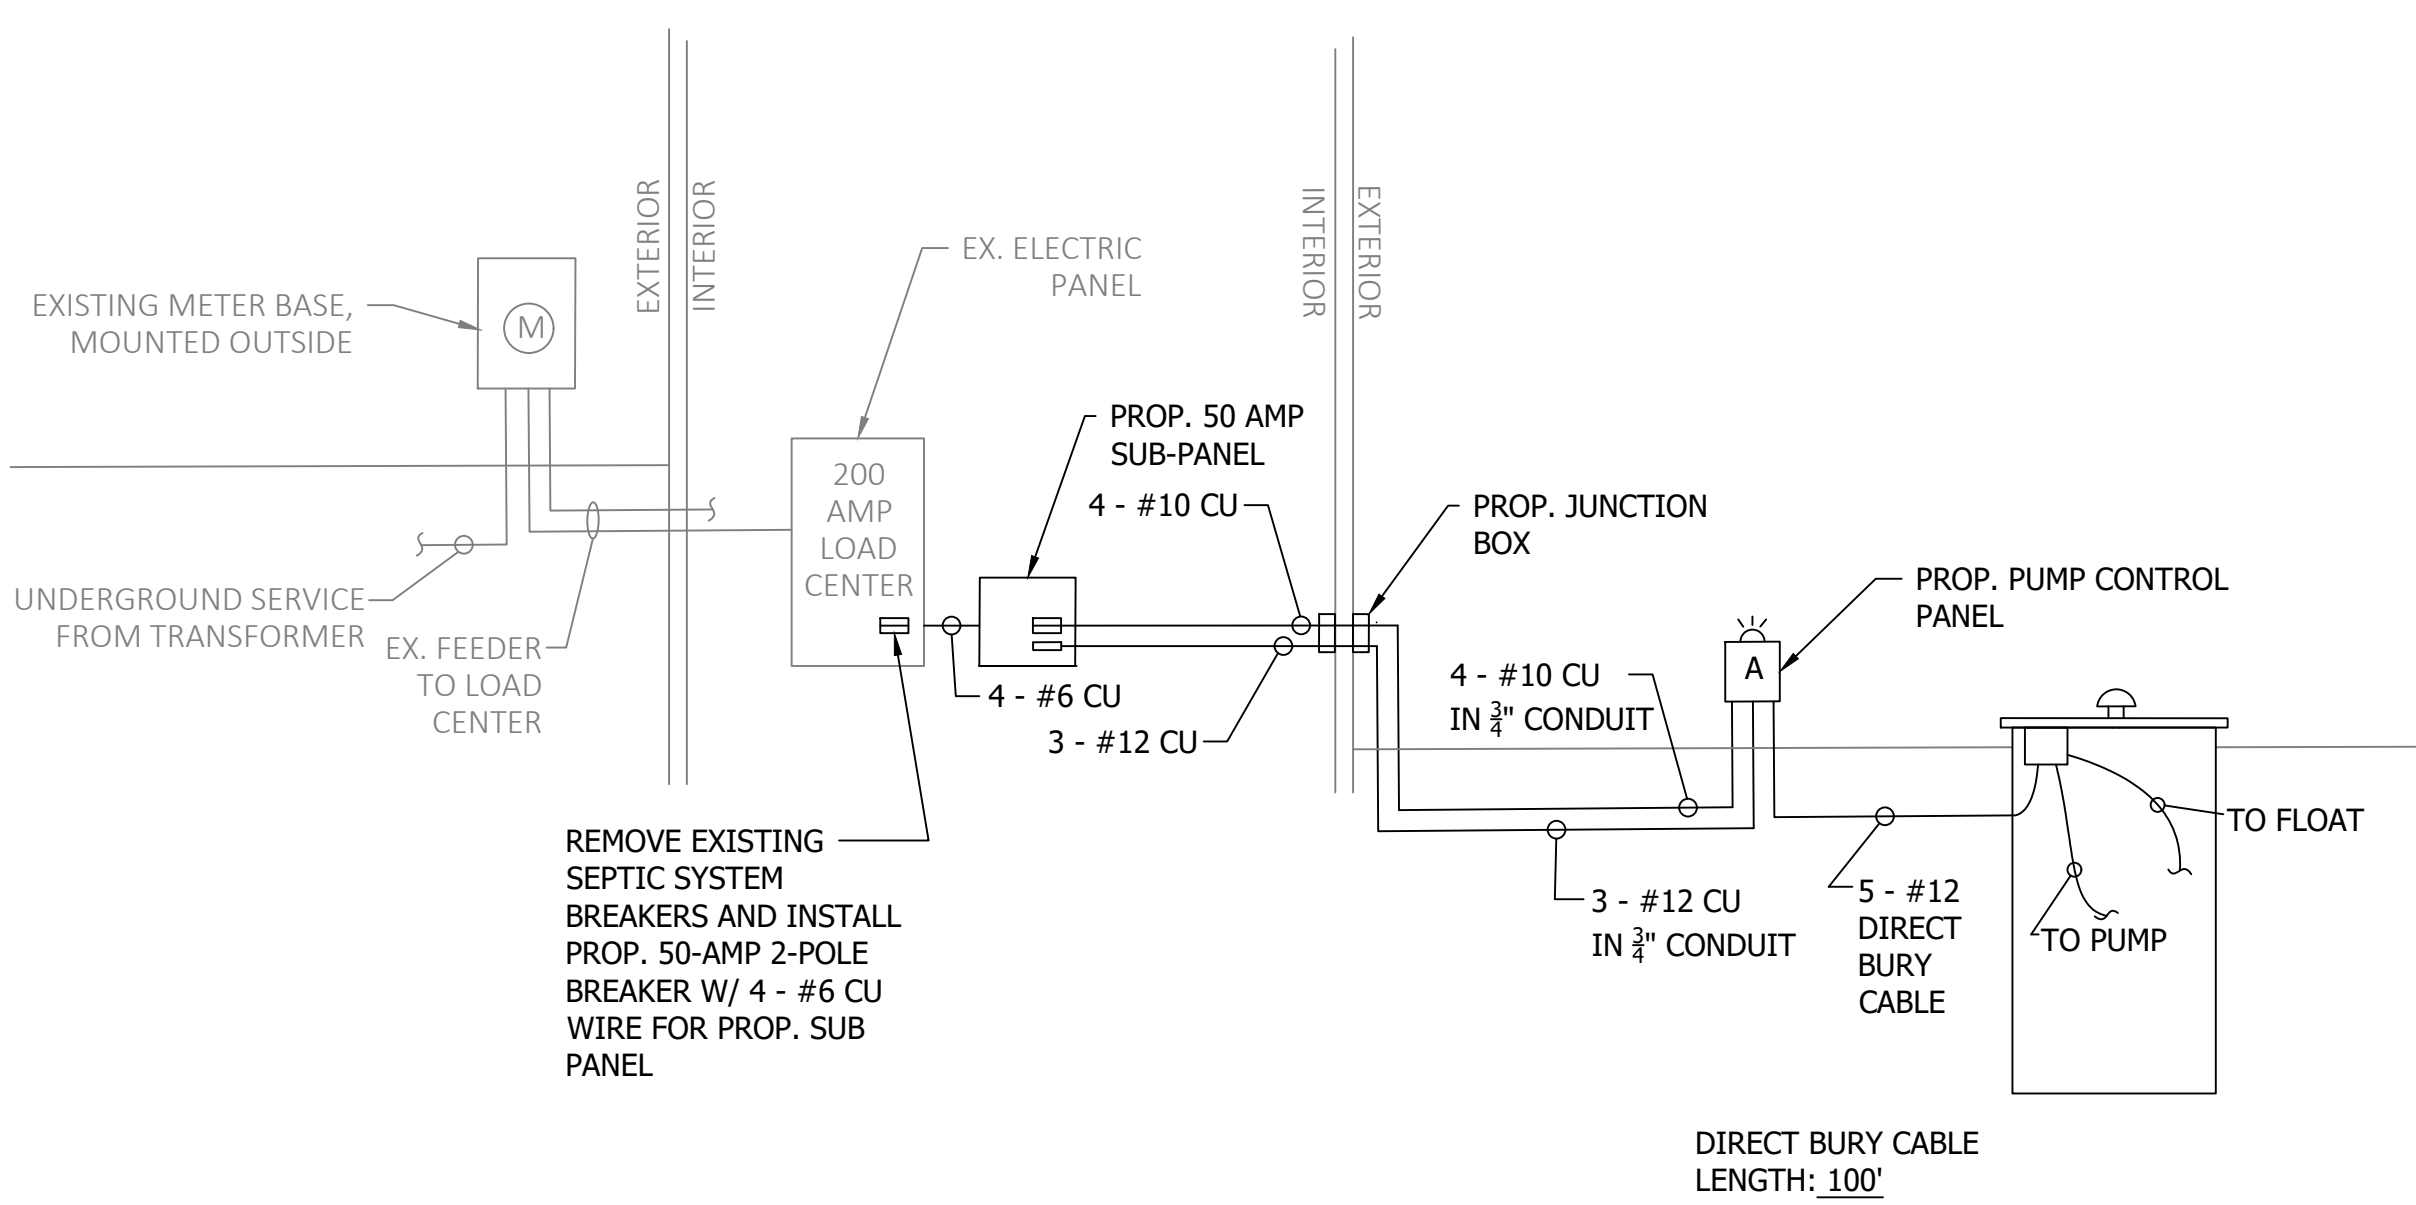 EXTERIOR
INTERIOR
INTERIOR
EXTERIOR
EX. ELECTRIC
PANEL
EXISTING METER BASE,
MOUNTED OUTSIDE
M
PROP. 50 AMP
SUB-PANEL
200
AMP
LOAD
CENTER
4 - #10 CU
PROP. JUNCTION
BOX
UNDERGROUND SERVICE
FROM TRANSFORMER
EX. FEEDER
TO LOAD
CENTER
PROP. PUMP CONTROL
PANEL
A
4 - #6 CU
3 - #12 CU
4 - #10 CU
IN 3/4" CONDUIT
REMOVE EXISTING
SEPTIC SYSTEM
BREAKERS AND INSTALL
PROP. 50-AMP 2-POLE
BREAKER W/ 4 - #6 CU
WIRE FOR PROP. SUB
PANEL
3 - #12 CU
IN 3/4" CONDUIT
5 - #12
DIRECT
BURY
CABLE
TO FLOAT
TO PUMP
DIRECT BURY CABLE
LENGTH: 100'